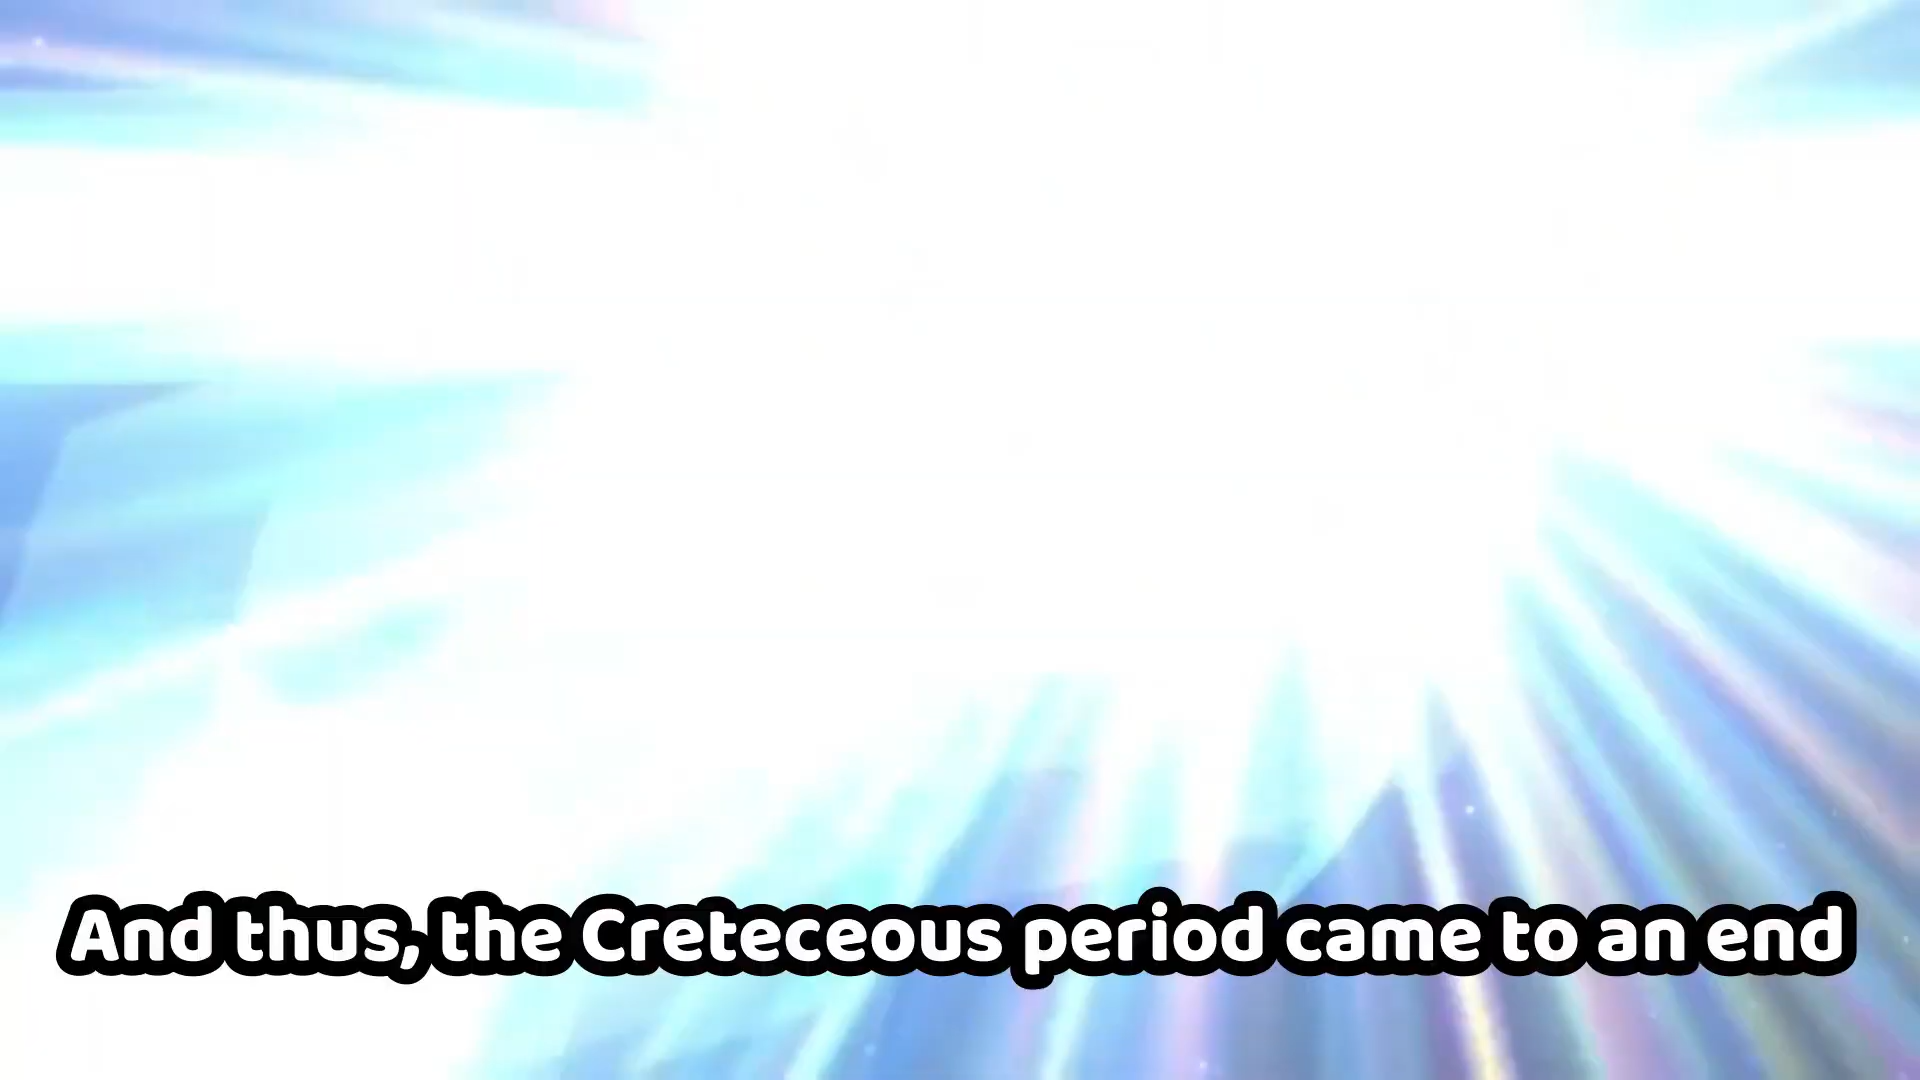 And thus, the Creteceous period came to an end